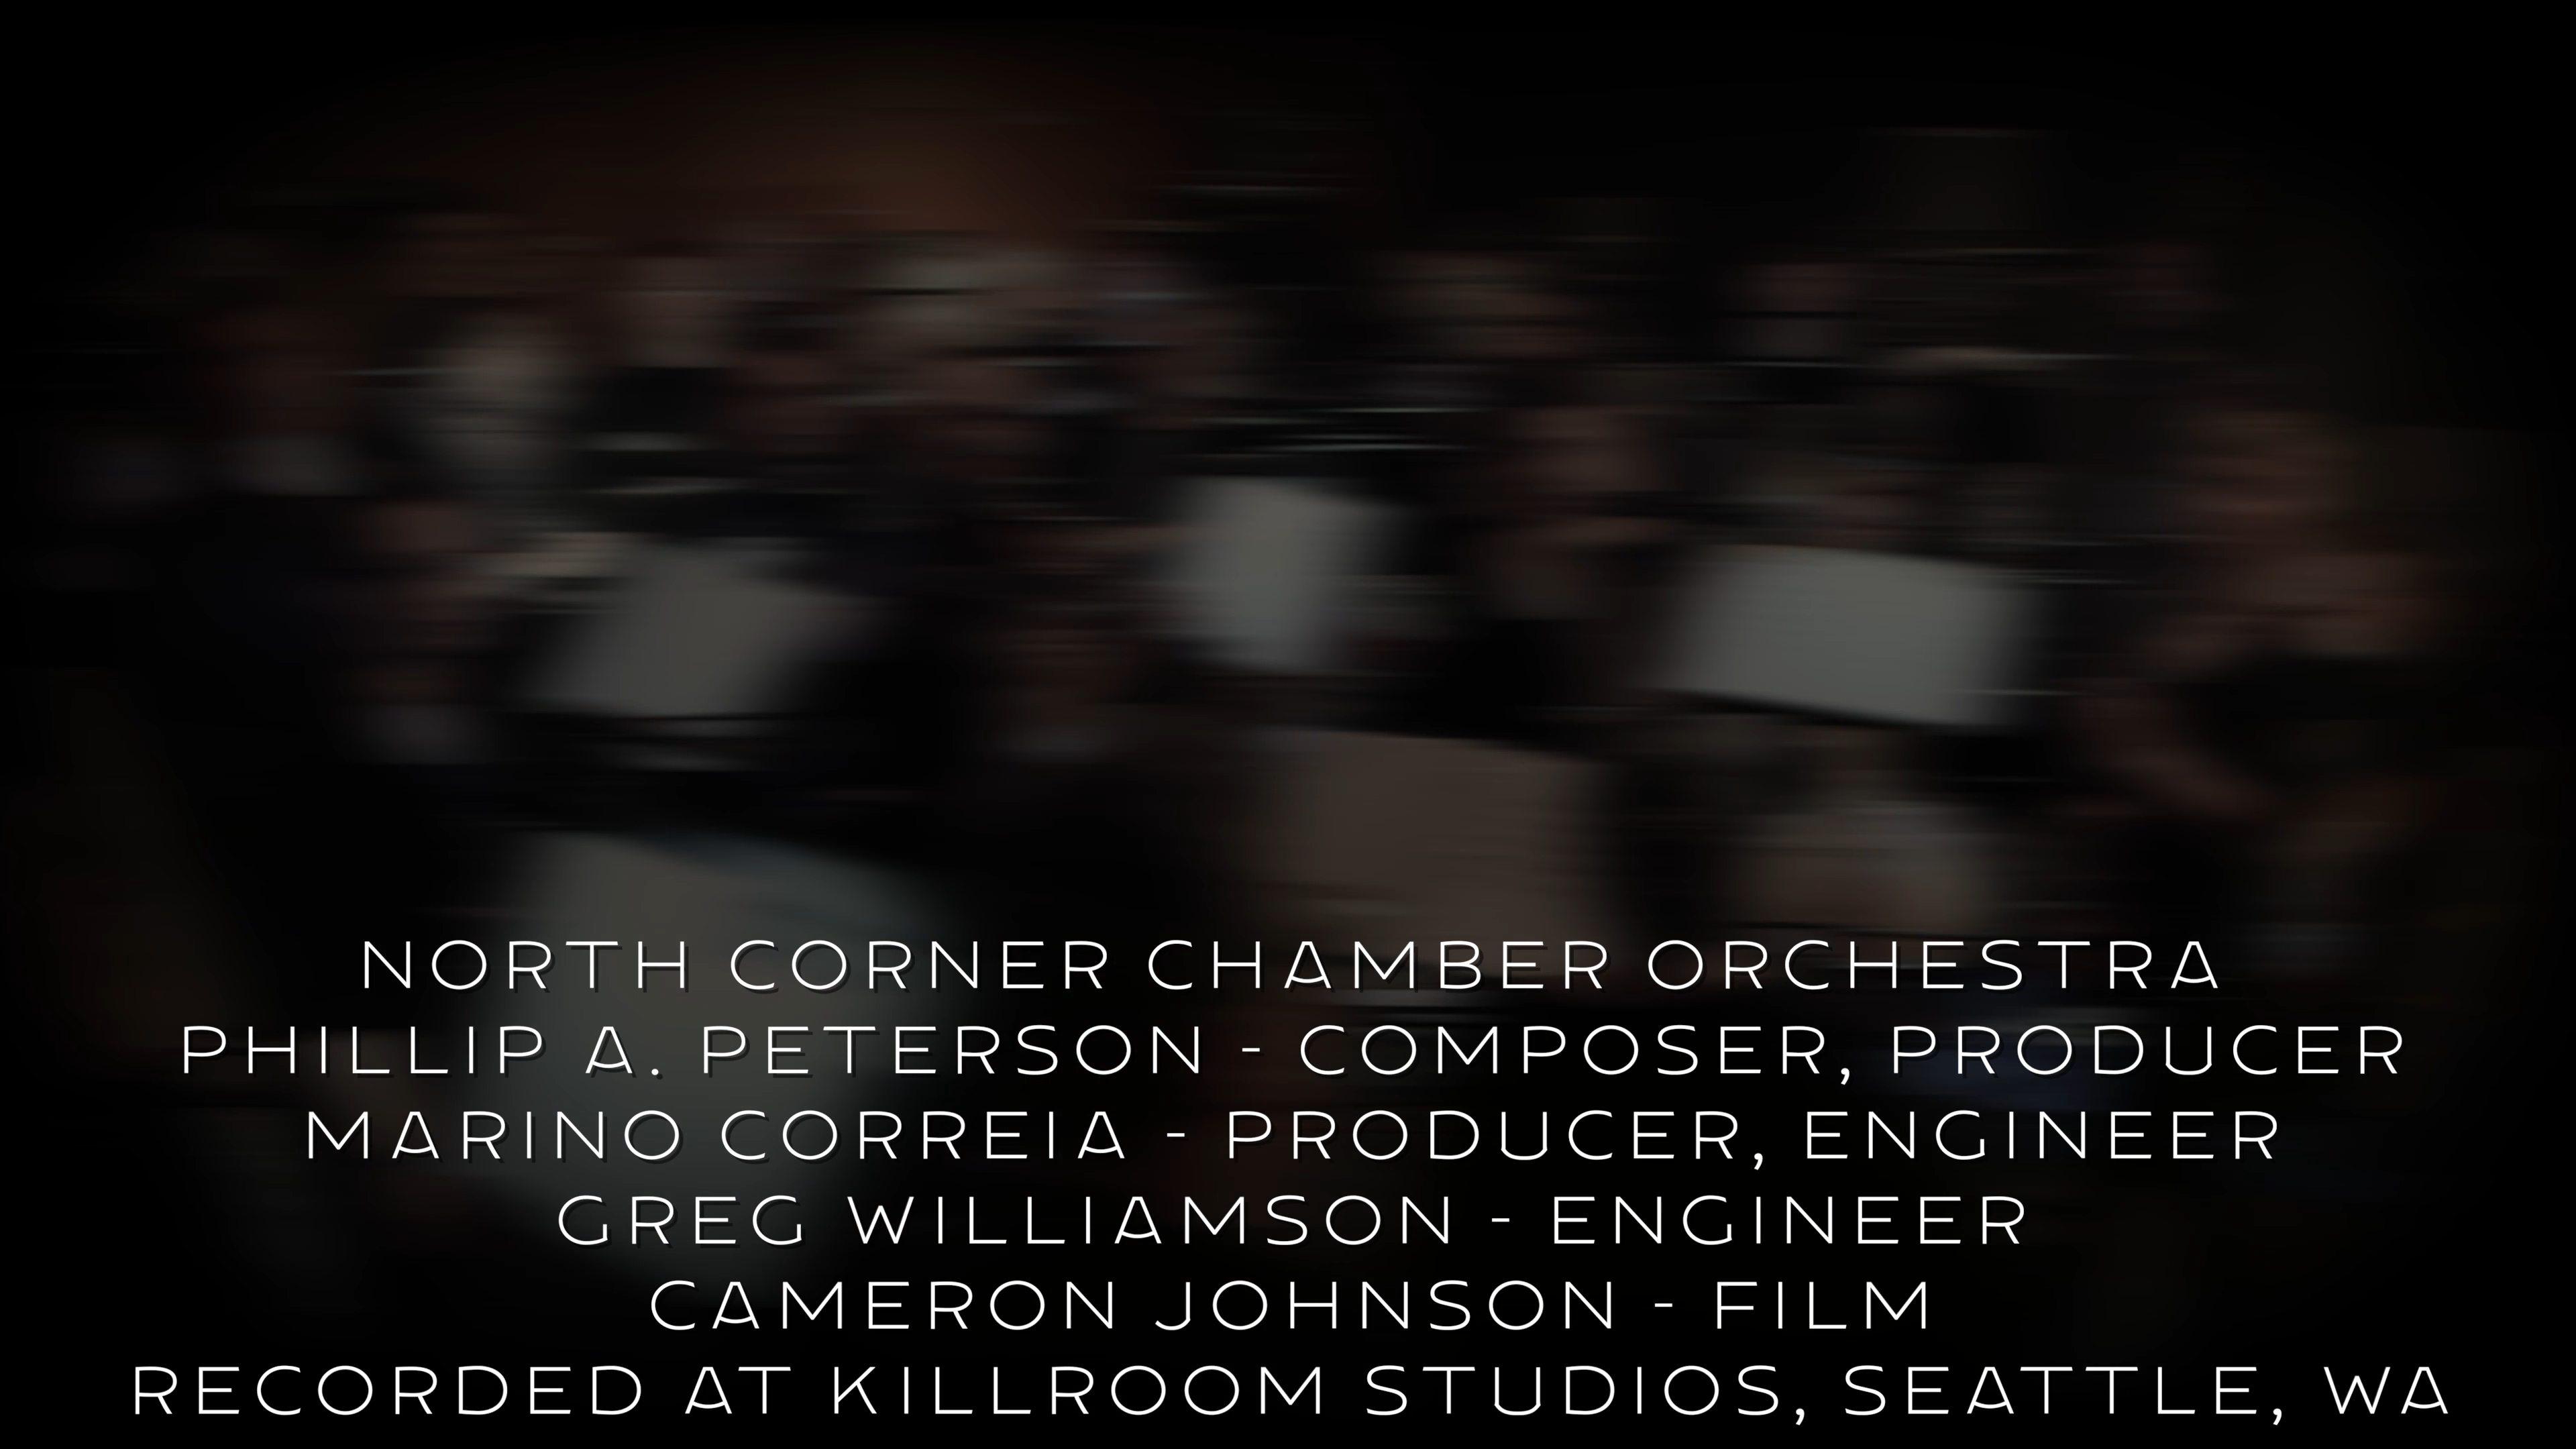 NORTH CORNER CHAMBER ORCHESTRA
PHILLIP A. PETERSON - COMPOSER, PRODUCER
MARINO CORREIA - PRODUCER, ENGINEER
GREG WILLIAMSON - ENGINEER
CAMERON JOHNSON - FILM
RECORDED AT KILLROOM STUDIOS, SEATTLE, WA